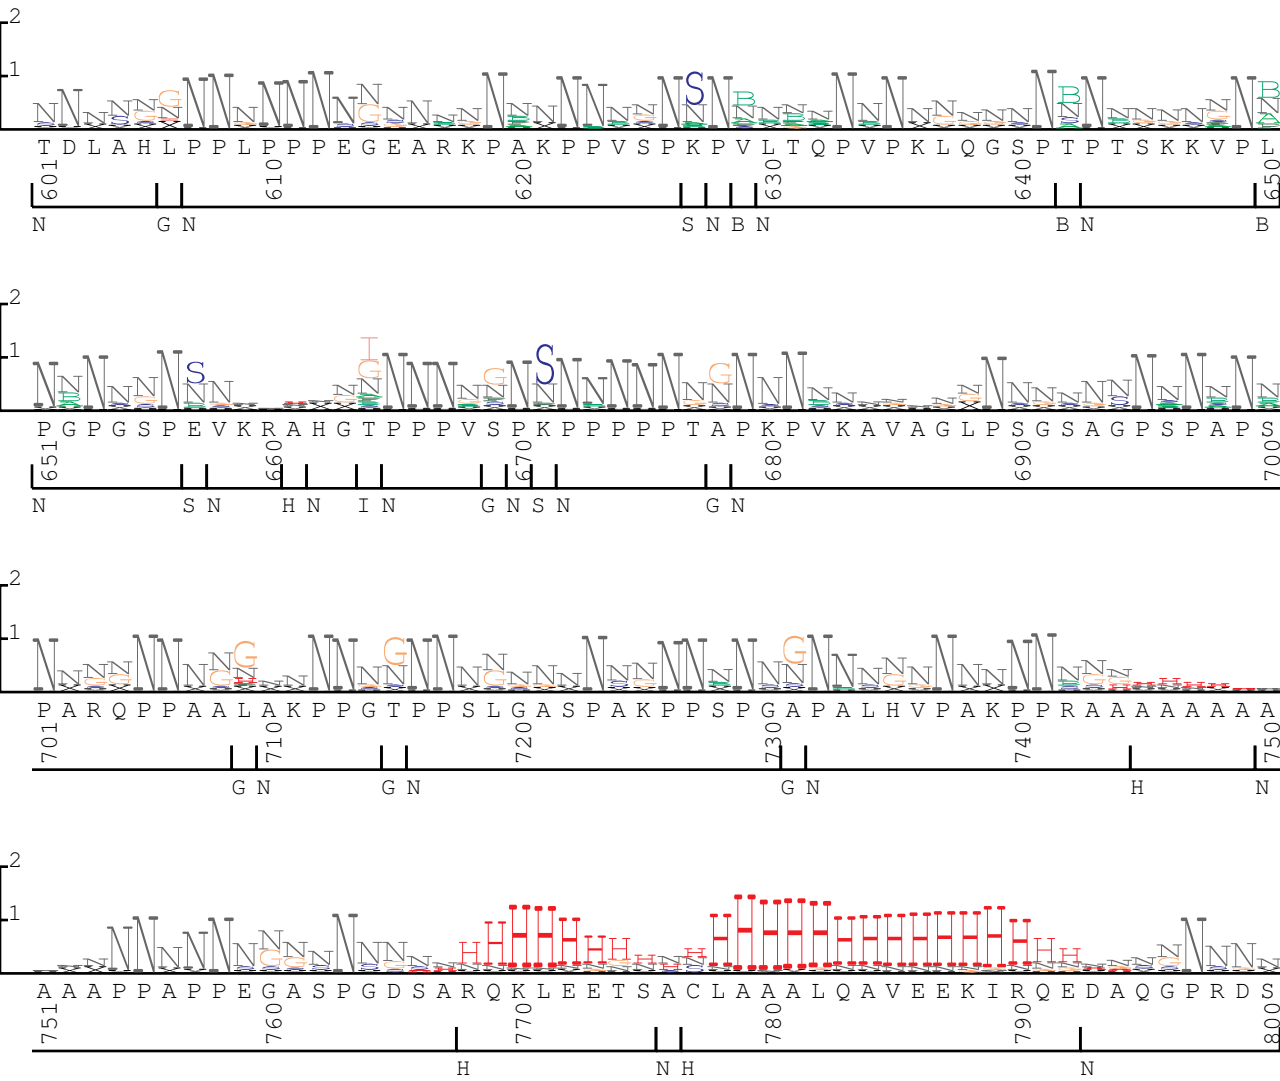 2
1
T D L A H L P P L P P P E G E A R K P A K P P V S P K P V L T Q P V P K L Q G S P T P T S K K V P L
601 610 620 630 640 650
N G N S N B N B N B
2
1
P G P G S P E V K R A H G T P P P V S P K P P P P P T A P K P V K A V A G L P S G S A G P S P A P S
651 660 670 680 690 700
N S N H N I N G N S N G N
2
1
P A R Q P P A A L A K P P G T P P S L G A S P A K P P S P G A P A L H V P A K P P R A A A A A A A A
701 710 720 730 740 750
G N G N G N H N
2
1
A A A P P A P P E G A S P G D S A R Q K L E E T S A C L A A A L Q A V E E K I R Q E D A Q G P R D S
751 760 770 780 790 800
H N H N